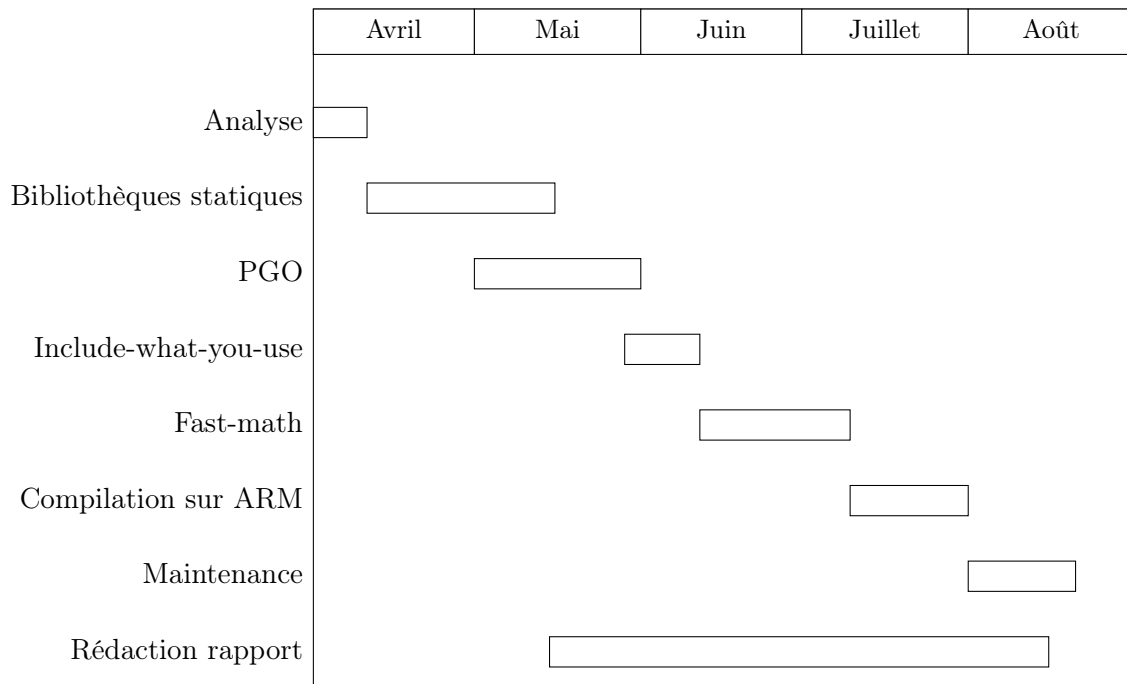 Avril Mai Juin Juillet Août
Analyse
Bibliothèques statiques
PGO
Include-what-you-use
Fast-math
Compilation sur ARM
Maintenance
Rédaction rapport